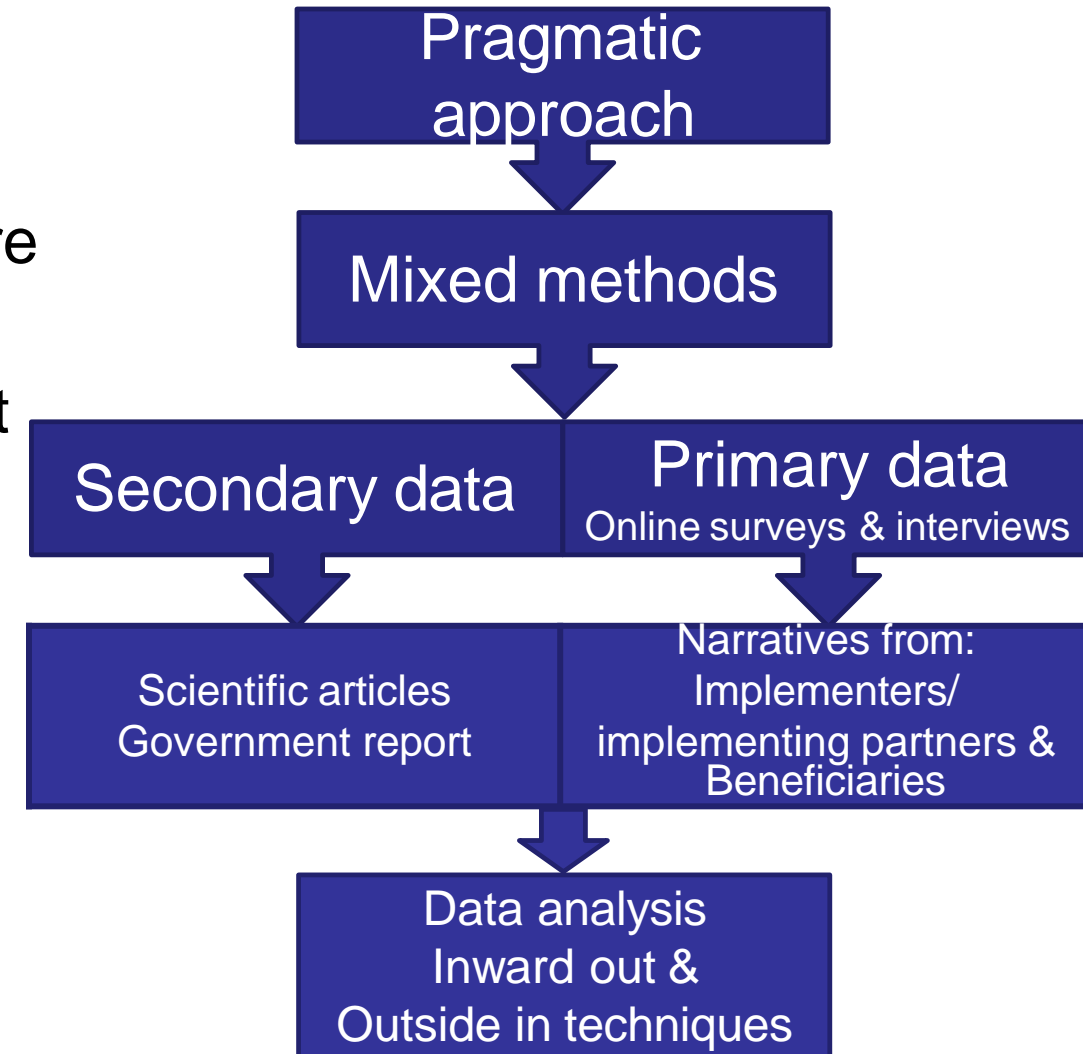 Pragmatic
approach
re
Mixed methods
t
Secondary data
Primary data
Online surveys & interviews
Scientific articles
Government report
Narratives from:
Implementers/
implementing partners &
Beneficiaries
Data analysis
Inward out &
Outside in techniques